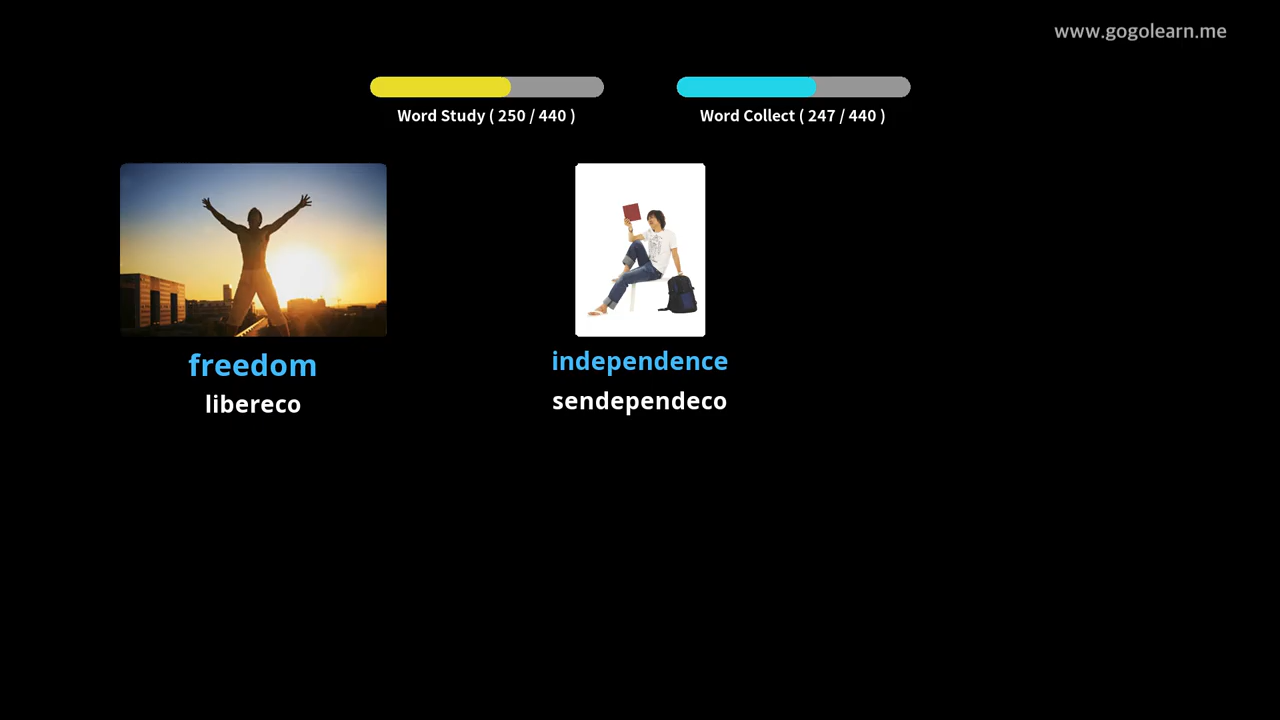 www.gogolearn.me
Word Study ( 250 / 440 )
Word Collect ( 247 / 440 )
freedom
libereco
independence
sendependeco